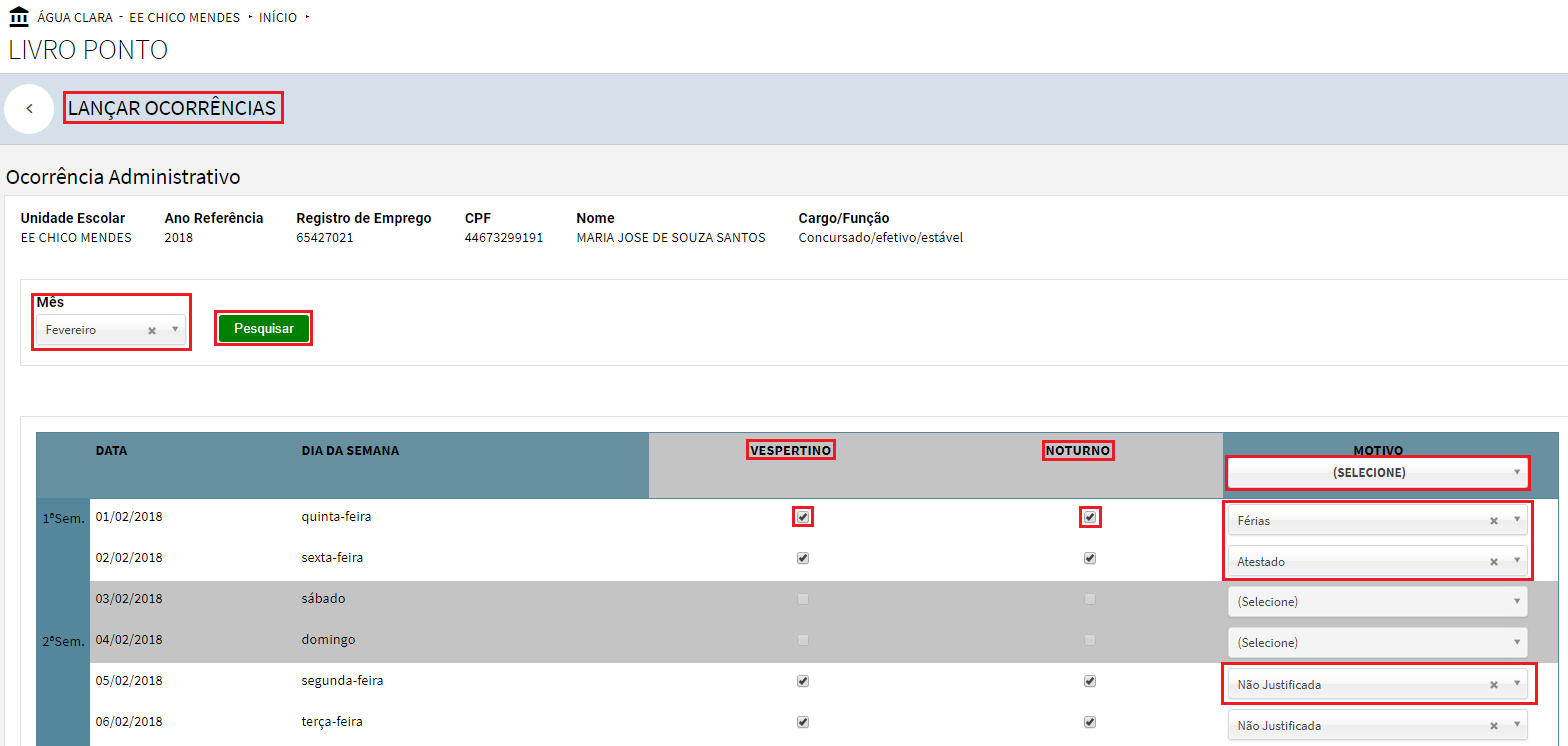 ÁGUA CLARA - EE CHICO MENDES ‣ INÍCIO ‣
LIVRO PONTO
LANÇAR OCORRÊNCIAS
Ocorrência Administrativo
Unidade Escolar Ano Referência Registro de Emprego CPF Nome Cargo/Função
EE CHICO MENDES 2018 65427021 44673299191 MARIA JOSE DE SOUZA SANTOS Concursado/efetivo/estável
Mês
Fevereiro Pesquisar
DATA DIA DA SEMANA VESPERTINO NOTURNO MOTIVO
(SELECIONE)
1ªSem. 01/02/2018 quinta-feira Férias
02/02/2018 sexta-feira Atestado
03/02/2018 sábado (Selecione)
2ªSem. 04/02/2018 domingo (Selecione)
05/02/2018 segunda-feira Não Justificada
06/02/2018 terça-feira Não Justificada